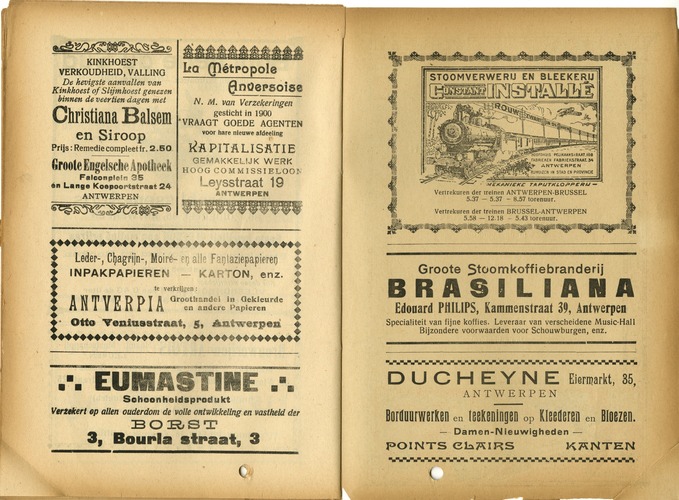 KINKHOEST
VERKOUDHEID, VALLING
De hevigste aanvallen van
Kinkhoest of Slijmhoest genezen
binnen de veertien dagen met
Christiana Balsem
en Siroop
Prijs: Remedie compleet fr. 2.50
Groote Engelsche Apotheek
Falconplein 35
én Lange Koepoortstraat 24
ANTWERPEN
La Métropole
Anversoise
N. M. van Verzekeringen
gesticht in 1900
VRAAGT GOEDE AGENTEN
voor hare nieuwe afdeeling
KAPITALISATIE
GEMAKKELIJK WERK
HOOG COMMISSIELOON
Leysstraat 19
ANTWERPEN
Leder-, Chagrijn-, Moiré- en alle Fantaziepapieren
INPAKPAPIEREN — KARTON, enz.
te verkrijgen:
ANTVERPIA Groothandel in Gekleurde
en andere Papieren
Otto Veniusstraat, 5, Antwerpen
EUMASTINE
Schoonheidsprodukt
Verzekert op allen ouderdom de volle ontwikkeling en vastheid der
BORST
3, Bourla straat, 3
STOOMVERWERIJ EN BLEEKERIJ
CONSTANT INSTALLÉ
ROUW
ANTWERPEN
MEKANIEKE TAPIJTKLOPPERIJ
Vertrekuren der treinen ANTWERPEN-BRUSSEL
5.37 - 5.37 - 8.57 torenuur.
Vertrekuren der treinen BRUSSEL-ANTWERPEN
5.58 - 12.18 - 5.43 torenuur.
Groote Stoomkoffiebranderij
BRASILIANA
Edouard PHILIPS, Kammenstraat 39, Antwerpen
Specialiteit van fijne koffies. Leveraar van verscheidene Music-Hall
Bijzondere voorwaarden voor Schouwburgen, enz.
DUCHEYNE Eiermarkt, 35,
ANTWERPEN
Borduurwerken en teekeningen op Kleederen en Bloezen.
— Damen-Nieuwigheden —
POINTS CLAIRS KANTEN